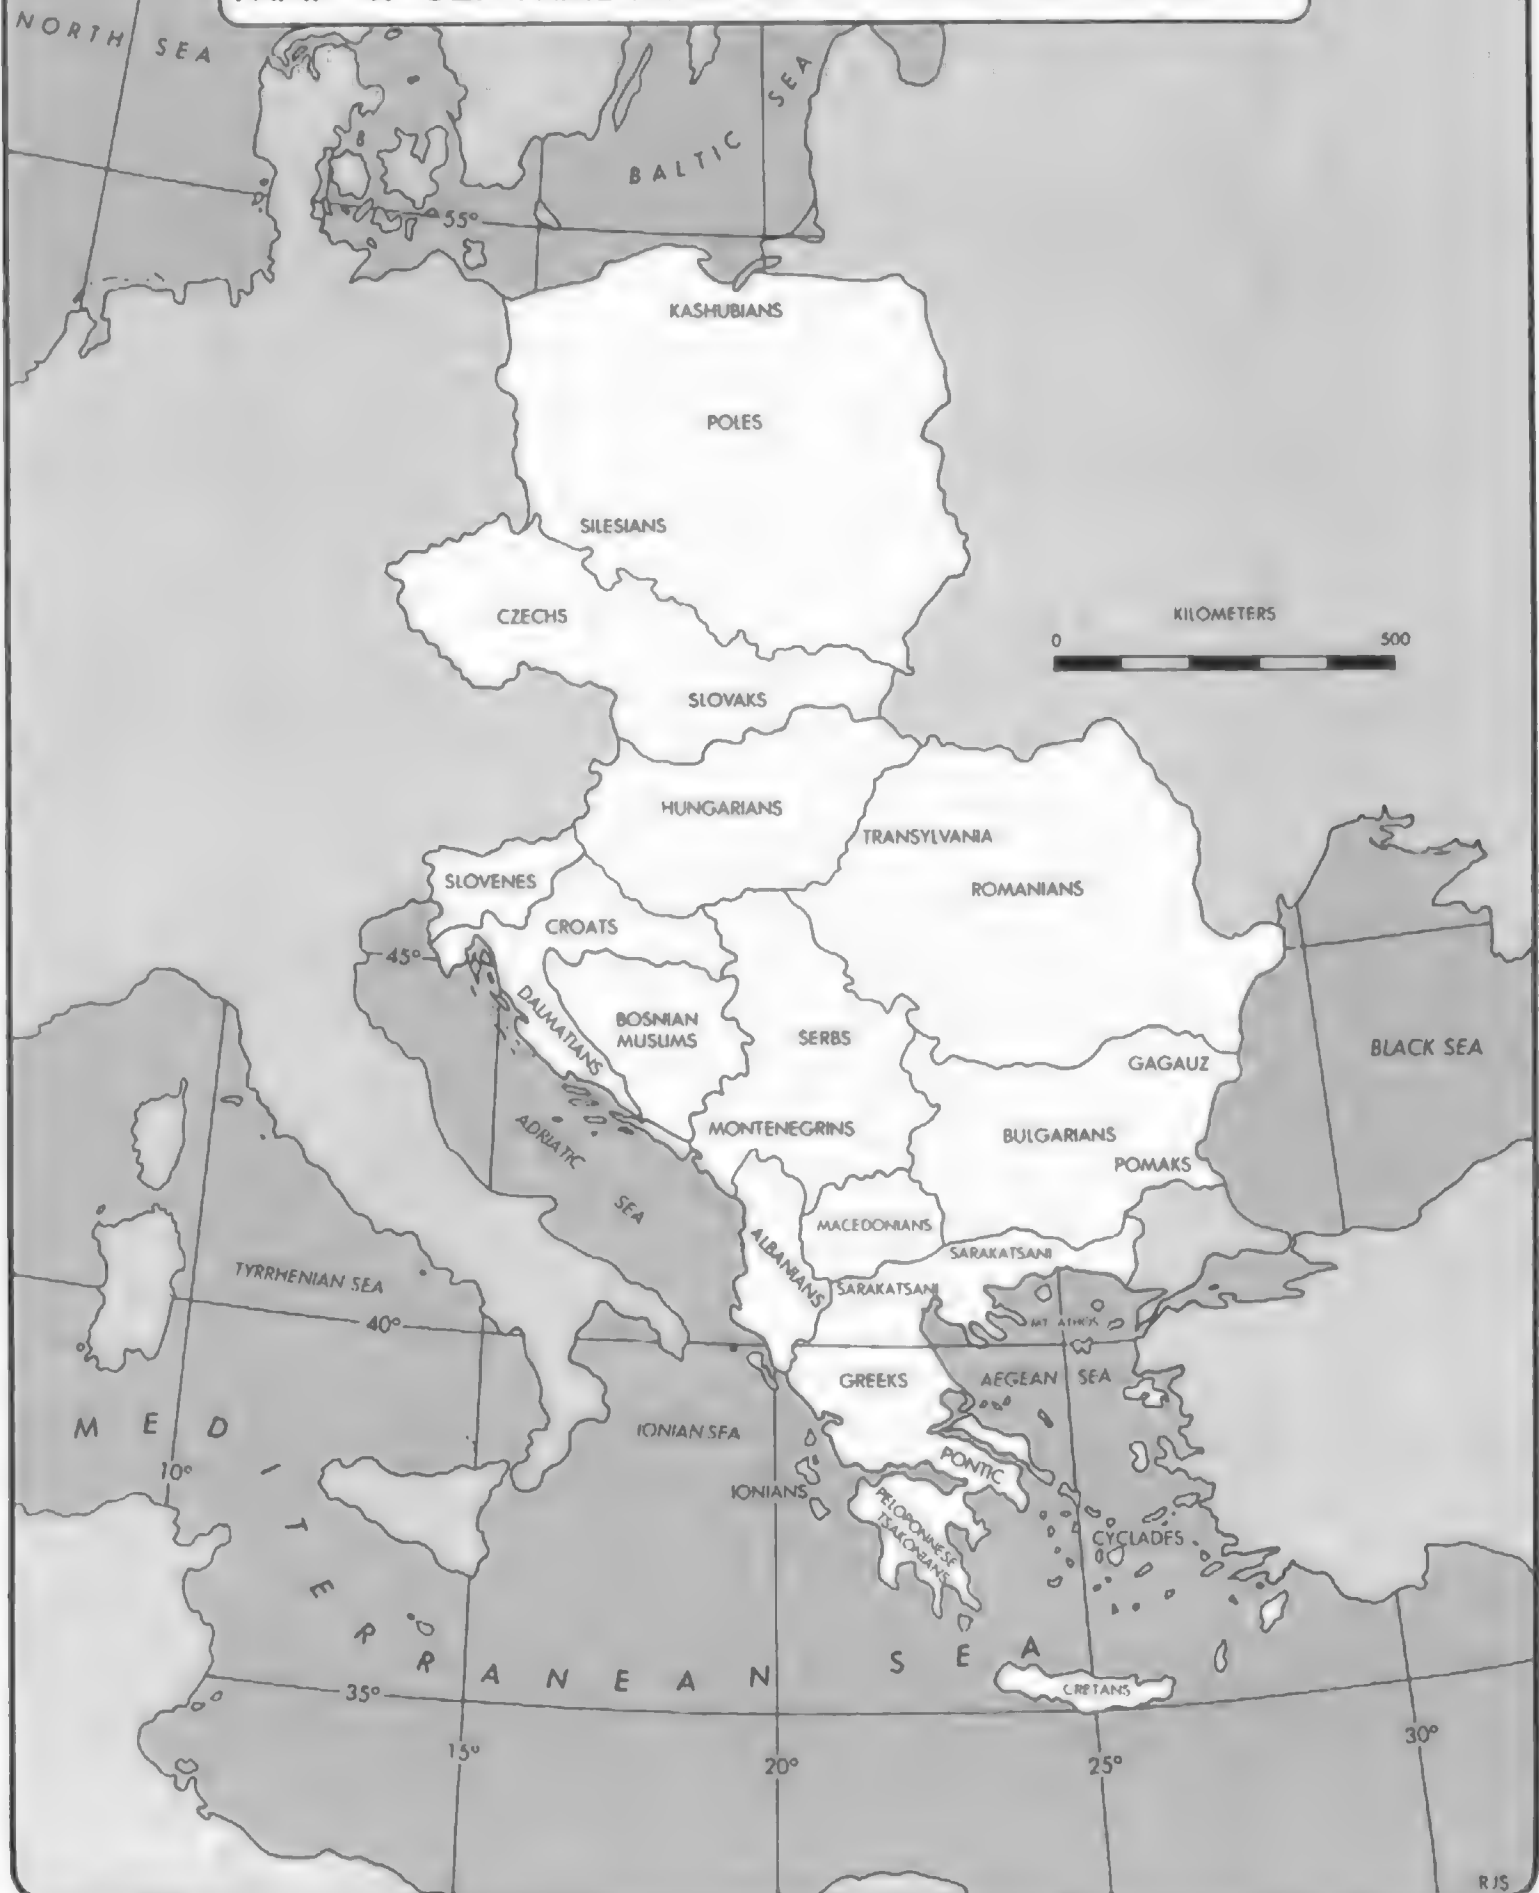 NORTH SEA
BALTIC SEA
55°
KASHUBIANS
POLES
SILESIANS
CZECHS
KILOMETERS
0 500
SLOVAKS
HUNGARIANS
TRANSYLVANIA
ROMANIANS
SLOVENES
CROATS
45°
DALMATIANS
BOSNIAN
MUSLIMS
SERBS
BLACK SEA
GAGAUZ
MONTENEGRINS
BULGARIANS
POMAKS
ADRIATIC
SEA
MACEDONIANS
ALBANIANS
SARAKATSANI
SARAKATSANI
TYRRHENIAN SEA
40°
MT. ATHOS
GREEKS
AEGEAN SEA
IONIAN SEA
PONTIC
10°
IONIANS
PELOPONNESE
TSAKONIANS
CYCLADES
MEDITERRANEAN SEA
CRETANS
35°
15°
20°
25°
30°
RJS